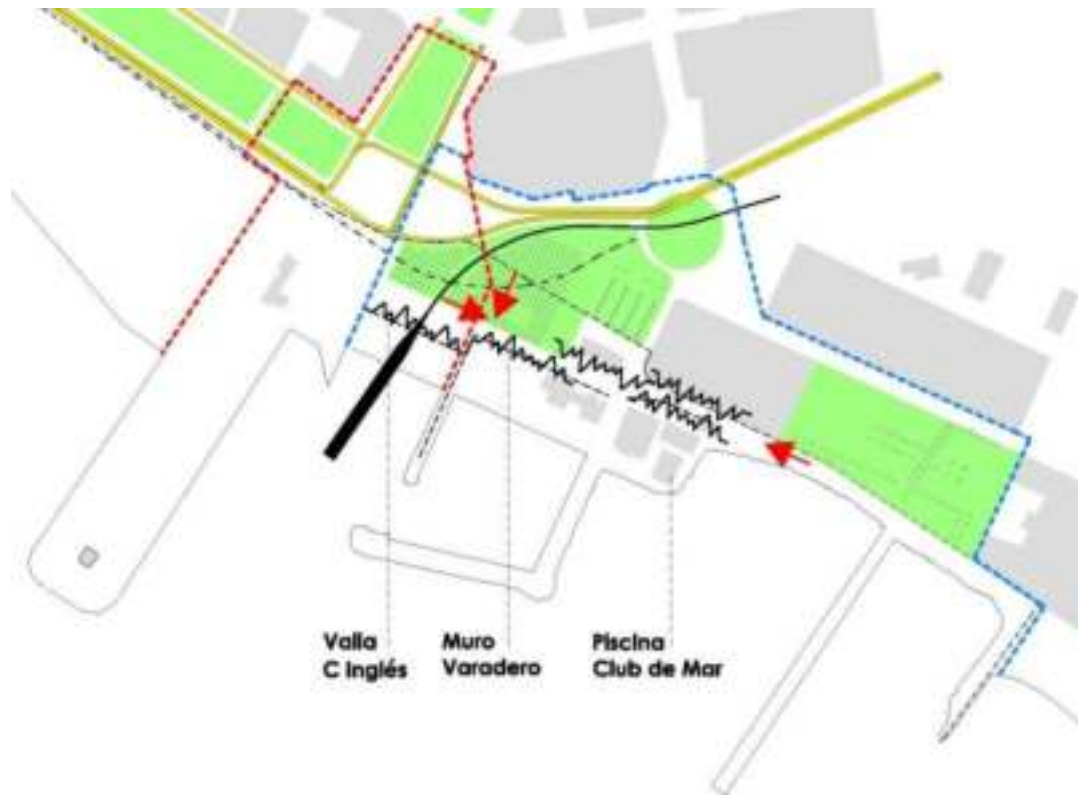 Valla
C Inglés
Muro
Varadero
Piscina
Club de Mar